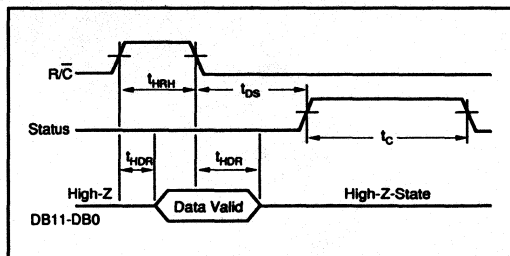 R/C̅
tHRH
tDS
Status
tC
tHDR
tHDR
High-Z
Data Valid
High-Z-State
DB11-DB0